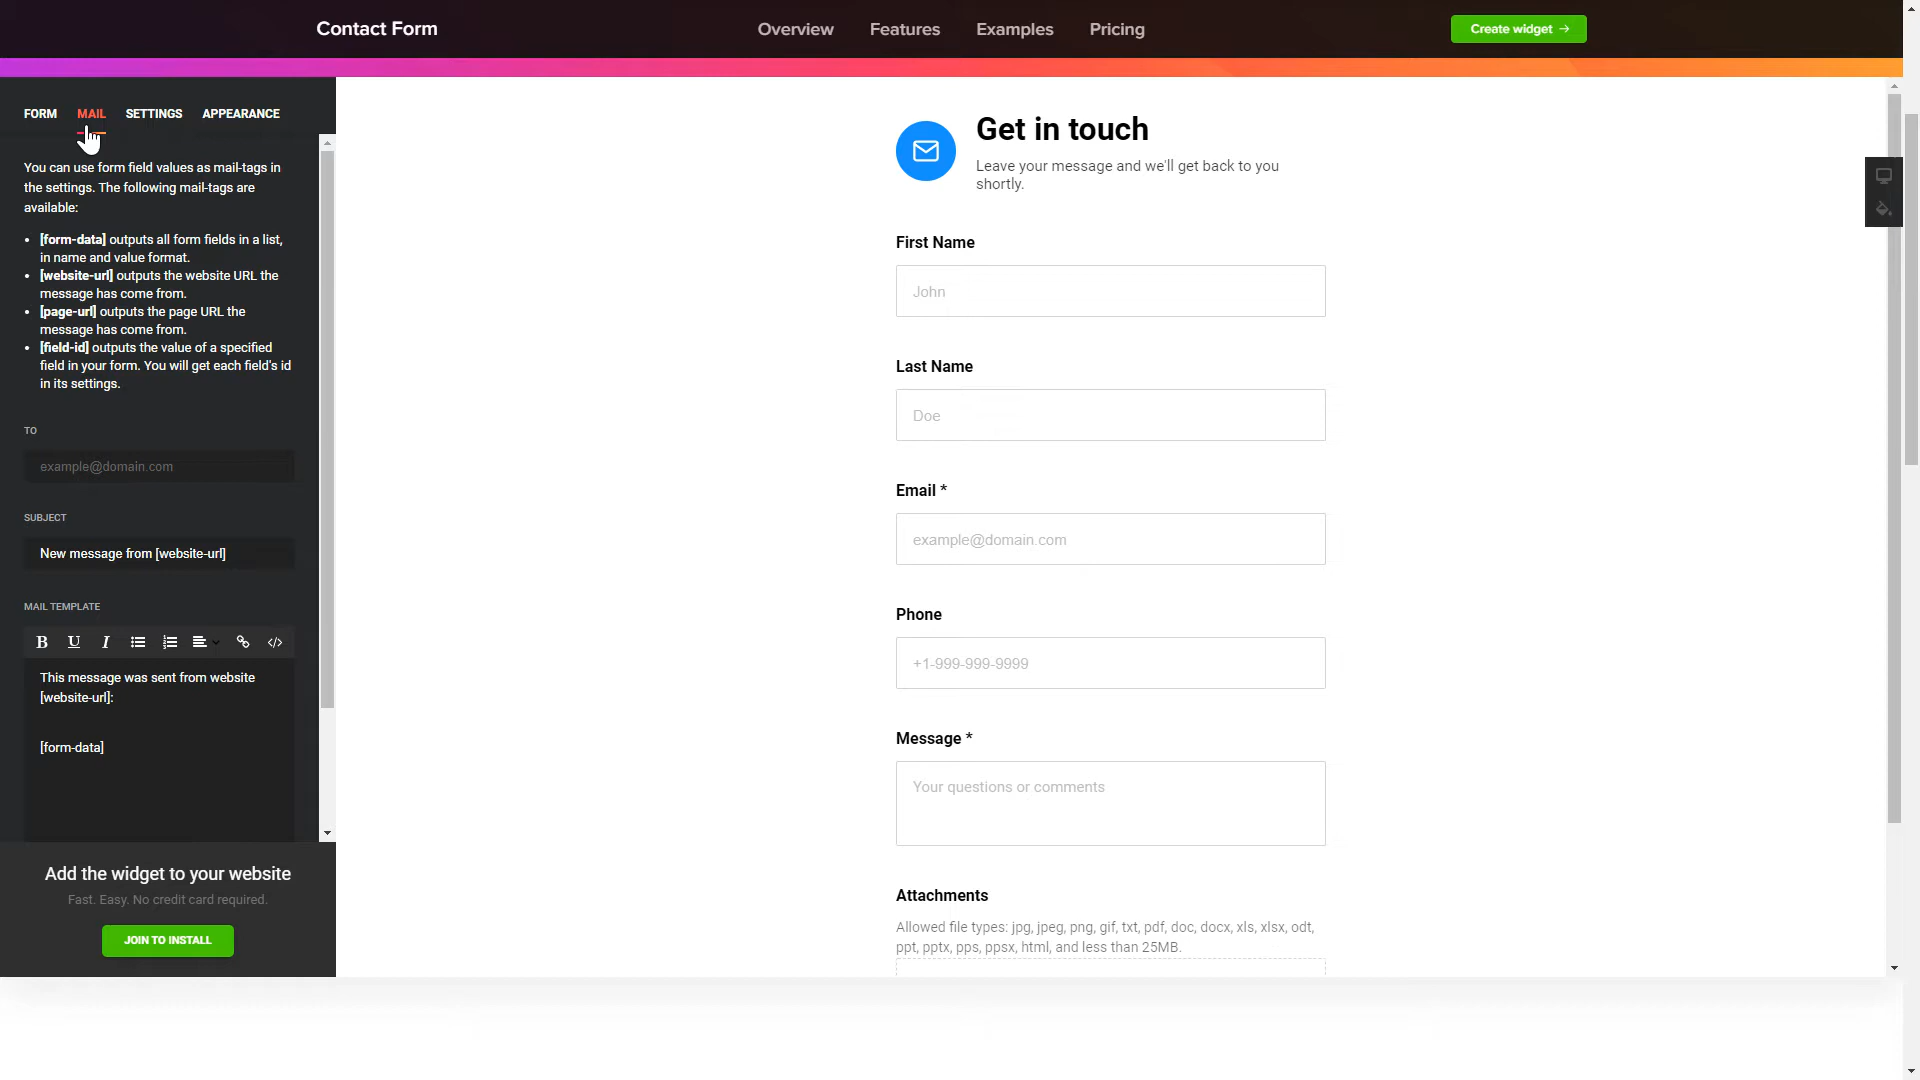 Contact Form
Overview
Features
Examples
Pricing
Create widget →
FORM
MAIL
SETTINGS
APPEARANCE
You can use form field values as mail-tags in
the settings. The following mail-tags are
available:
• [form-data] outputs all form fields in a list,
in name and value format.
• [website-url] outputs the website URL the
message has come from.
• [page-url] outputs the page URL the
message has come from.
• [field-id] outputs the value of a specified
field in your form. You will get each field's id
in its settings.
TO
example@domain.com
SUBJECT
New message from [website-url]
MAIL TEMPLATE
B U I
This message was sent from website
[website-url]:
[form-data]
Add the widget to your website
Fast. Easy. No credit card required.
JOIN TO INSTALL
Get in touch
Leave your message and we'll get back to you
shortly.
First Name
John
Last Name
Doe
Email *
example@domain.com
Phone
+1-999-999-9999
Message *
Your questions or comments
Attachments
Allowed file types: jpg, jpeg, png, gif, txt, pdf, doc, docx, xls, xlsx, odt,
ppt, pptx, pps, ppsx, html, and less than 25MB.